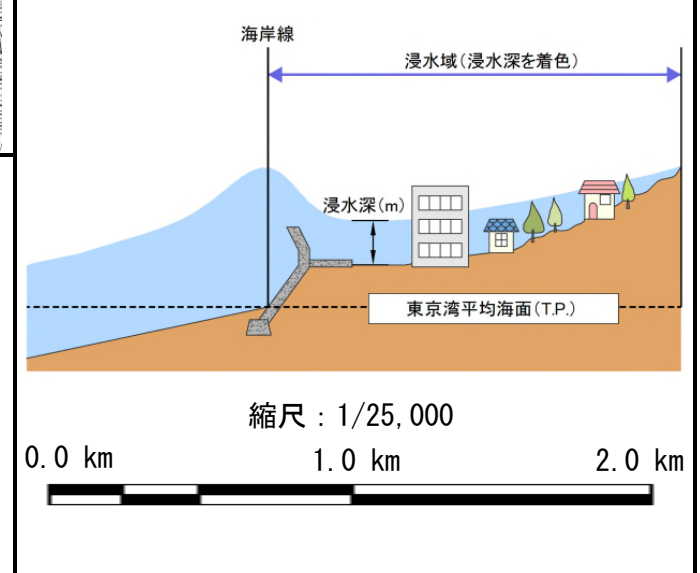 海岸線
浸水域(浸水深を着色)
浸水深(m)
東京湾平均海面(T.P.)
縮尺：1/25,000
0.0 km 1.0 km 2.0 km